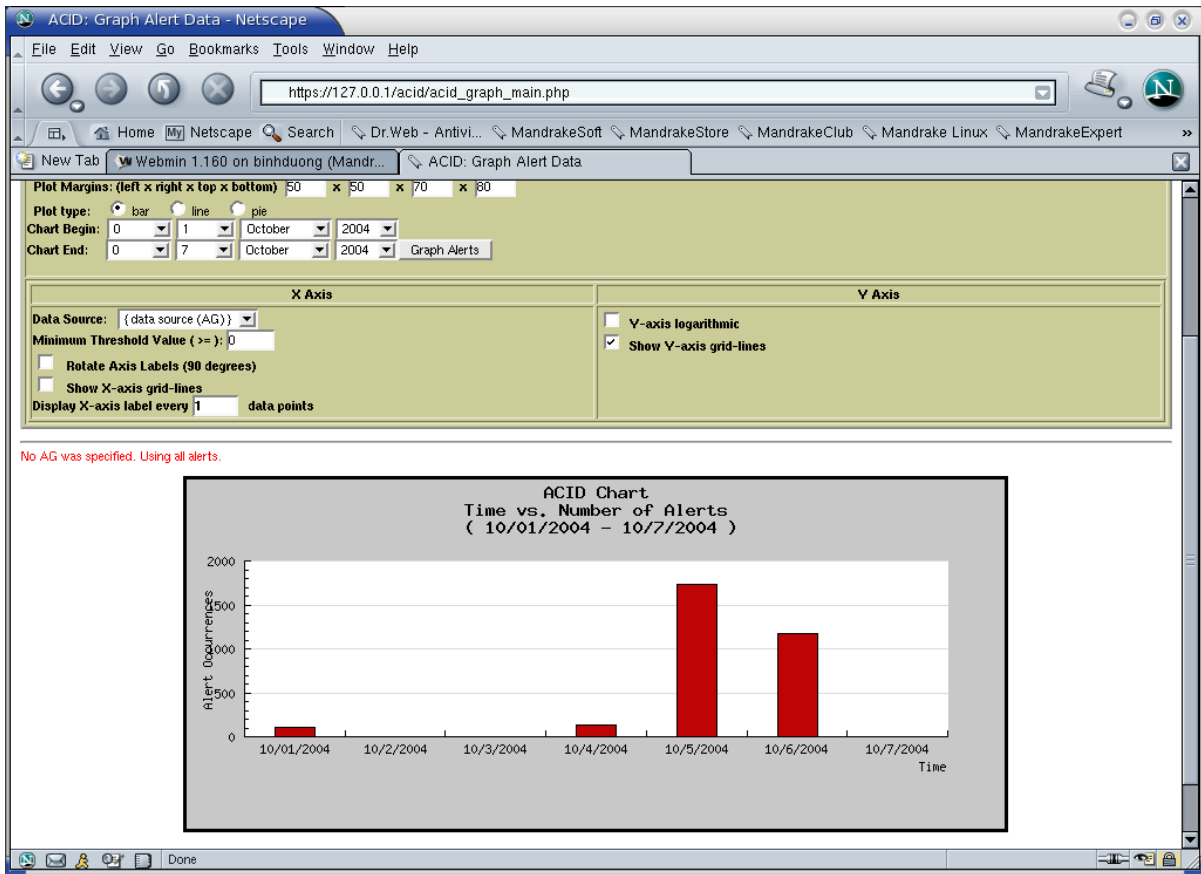 ACID: Graph Alert Data - Netscape
File Edit View Go Bookmarks Tools Window Help
https://127.0.0.1/acid/acid_graph_main.php
Home My Netscape Search Dr.Web - Antivi... MandrakeSoft MandrakeStore MandrakeClub Mandrake Linux MandrakeExpert »
New Tab Webmin 1.160 on binhduong (Mandr... ACID: Graph Alert Data
Plot Margins: (left x right x top x bottom) 50 x 50 x 70 x 80
Plot type: bar line pie
Chart Begin: 0 1 October 2004
Chart End: 0 7 October 2004 Graph Alerts
X Axis
Y Axis
Data Source: { data source (AG) }
Minimum Threshold Value ( >= ): 0
Rotate Axis Labels (90 degrees)
Show X-axis grid-lines
Display X-axis label every 1 data points
Y-axis logarithmic
Show Y-axis grid-lines
No AG was specified. Using all alerts.
ACID Chart
Time vs. Number of Alerts
( 10/01/2004 - 10/7/2004 )
Alert Occurrences
2000
1500
1000
500
0
10/01/2004 10/2/2004 10/3/2004 10/4/2004 10/5/2004 10/6/2004 10/7/2004
Time
Done